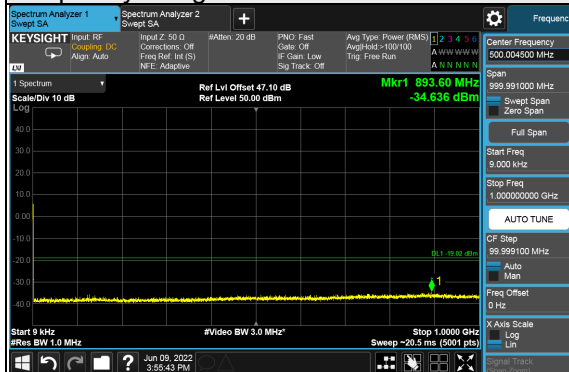 Spectrum Analyzer 1
Swept SA
Spectrum Analyzer 2
Swept SA
+
Frequenc
KEYSIGHT
LXI
Input: RF
Coupling: DC
Align: Auto
Input Z: 50 Ω
Corrections: Off
Freq Ref: Int (S)
NFE: Adaptive
#Atten: 20 dB
PNO: Fast
Gate: Off
IF Gain: Low
Sig Track: Off
Avg Type: Power (RMS)
Avg|Hold:>100/100
Trig: Free Run
1 2 3 4 5 6
A W W W W W
A N N N N N
1 Spectrum
Scale/Div 10 dB
Log
Ref Lvl Offset 47.10 dB
Ref Level 50.00 dBm
Mkr1 893.60 MHz
-34.636 dBm
40.0
30.0
20.0
10.0
0.00
-10.0
-20.0
-30.0
-40.0
DL1 -19.02 dBm
1
Start 9 kHz
#Res BW 1.0 MHz
#Video BW 3.0 MHz*
Stop 1.0000 GHz
Sweep ~20.5 ms (5001 pts)
?
Jun 09, 2022
3:55:43 PM
Center Frequency
500.004500 MHz
Span
999.991000 MHz
Swept Span
Zero Span
Full Span
Start Freq
9.000 kHz
Stop Freq
1.000000000 GHz
AUTO TUNE
CF Step
99.999100 MHz
Auto
Man
Freq Offset
0 Hz
X Axis Scale
Log
Lin
Signal Track